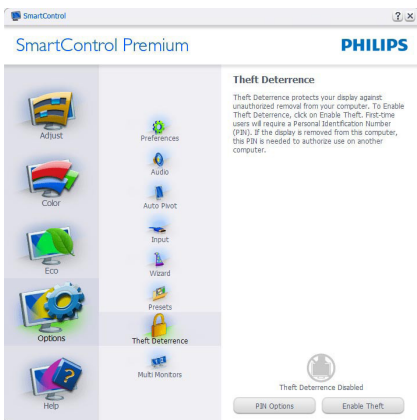 SmartControl
SmartControl Premium
PHILIPS
Adjust
Color
Eco
Options
Help
Preferences
Audio
Auto Pivot
Input
Wizard
Presets
Theft Deterrence
Multi Monitors
Theft Deterrence
Theft Deterrence protects your display against
unauthorized removal from your computer. To Enable
Theft Deterrence, click on Enable Theft. First-time
users will require a Personal Identification Number
(PIN). If the display is removed from this computer,
this PIN is needed to authorize use on another
computer.
Theft Deterrence Disabled
PIN Options
Enable Theft